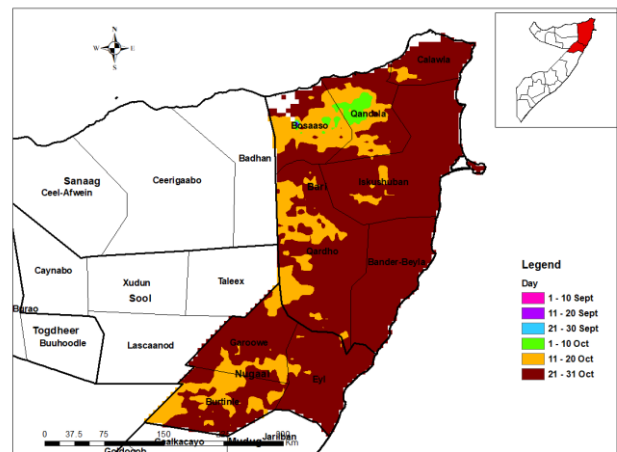 N
W E
S
Calawla
Qandala
Bosaaso
Badhan
Sanaag
Ceel-Afwein
Ceerigaabo
Bari
Iskushuban
Qardho
Bander-Beyla
Caynabo
Xudun
Sool
Taleex
Burao
Togdheer
Buuhoodle
Lascaanod
Garoowe
Nugaal
Eyl
Burtinle
Jariiban
Mudug
Legend
Day
1 - 10 Sept
11 - 20 Sept
21 - 30 Sept
1 - 10 Oct
11 - 20 Oct
21 - 31 Oct
0 37.5 75 150
Km